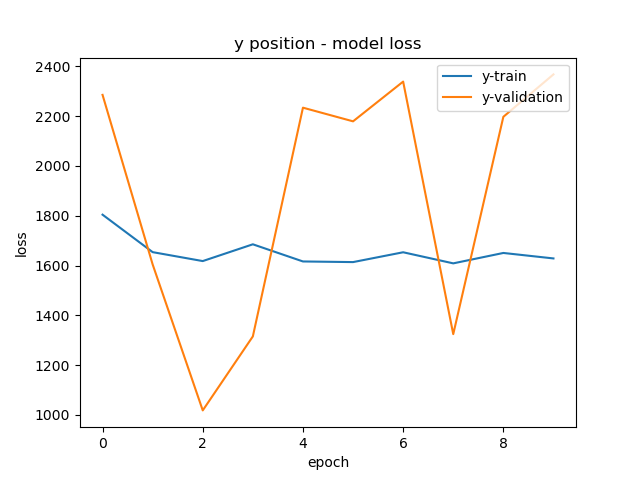 y position - model loss
y-train
y-validation
2400
2200
2000
1800
1600
1400
1200
1000
loss
0 2 4 6 8
epoch